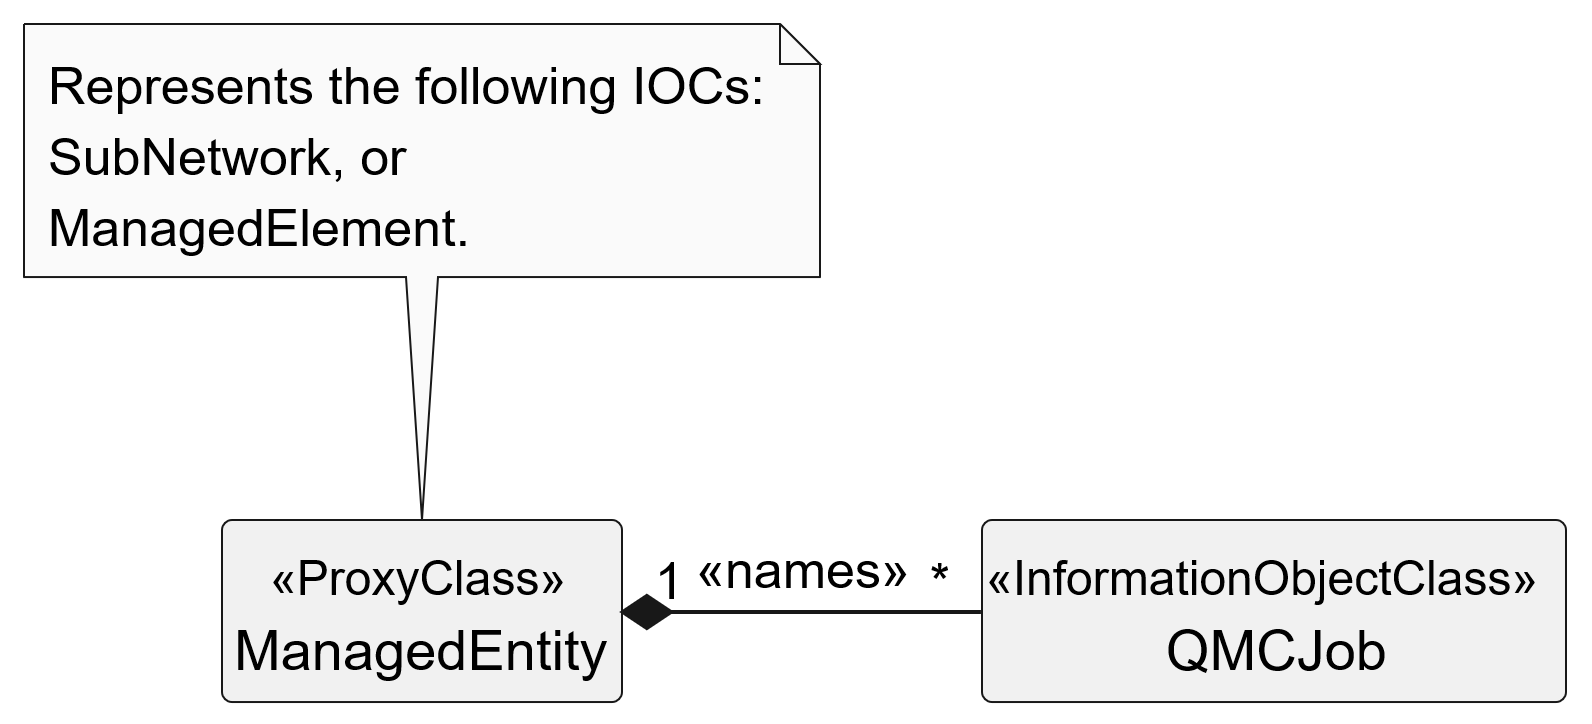 Represents the following IOCs:
SubNetwork, or
ManagedElement.
«ProxyClass»
ManagedEntity
1 «names» *
«InformationObjectClass»
QMCJob